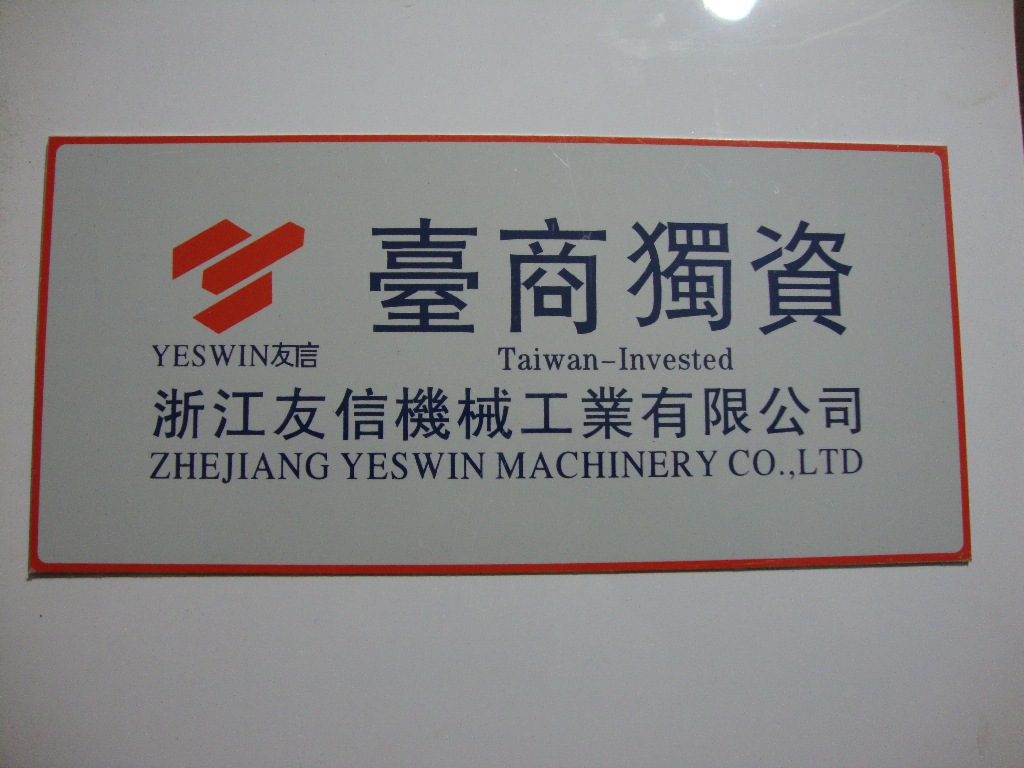 臺商獨資
YESWIN友信
Taiwan-Invested
浙江友信機械工業有限公司
ZHEJIANG YESWIN MACHINERY CO.,LTD